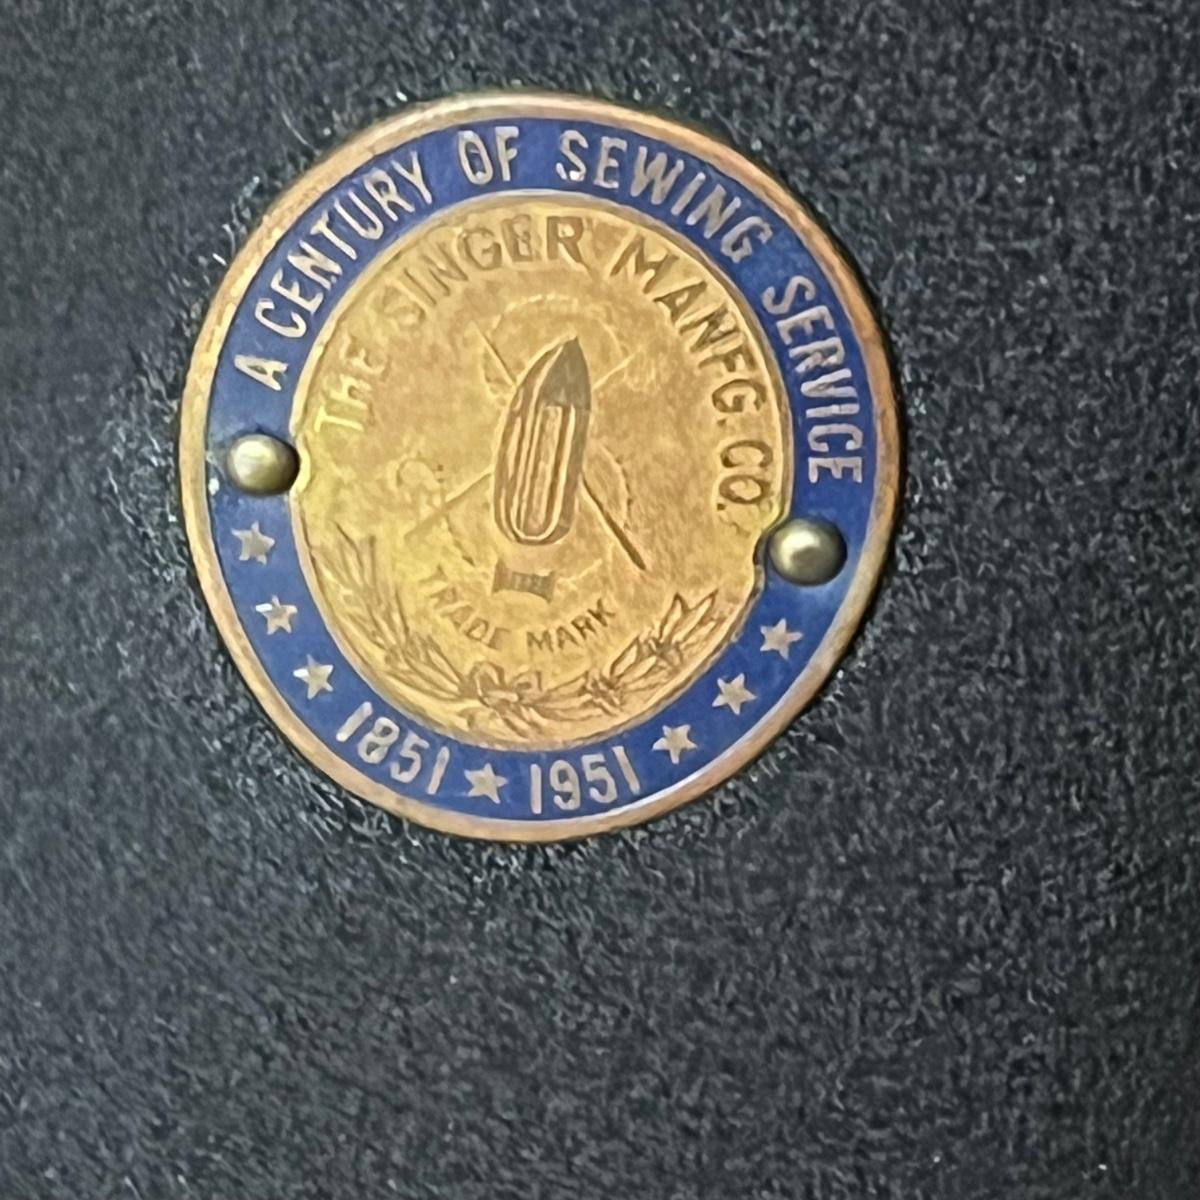 A CENTURY OF SEWING SERVICE
THE SINGER MANFG. CO.
TRADE MARK
1851 ★ 1951